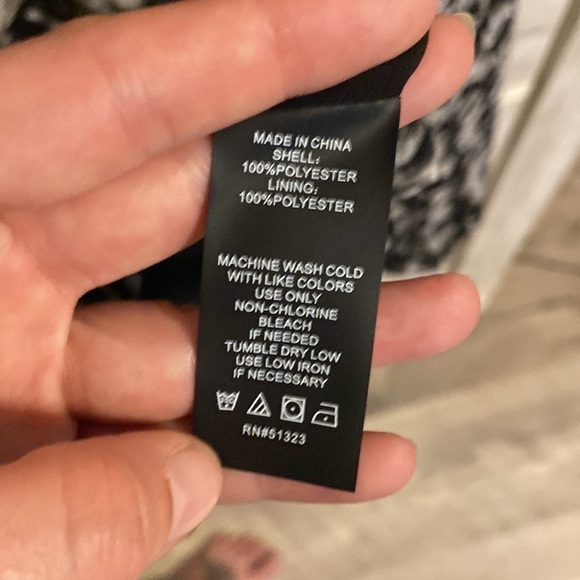 MADE IN CHINA
SHELL:
100%POLYESTER
LINING:
100%POLYESTER
MACHINE WASH COLD
WITH LIKE COLORS
USE ONLY
NON-CHLORINE
BLEACH
IF NEEDED
TUMBLE DRY LOW
USE LOW IRON
IF NECESSARY
RN#51323